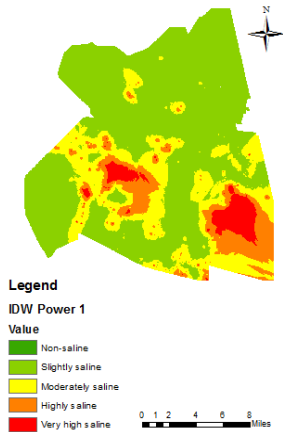 N
Legend
IDW Power 1
Value
Non-saline
Slightly saline
Moderately saline
Highly saline
Very high saline
0 1 2 4 6 8
Miles